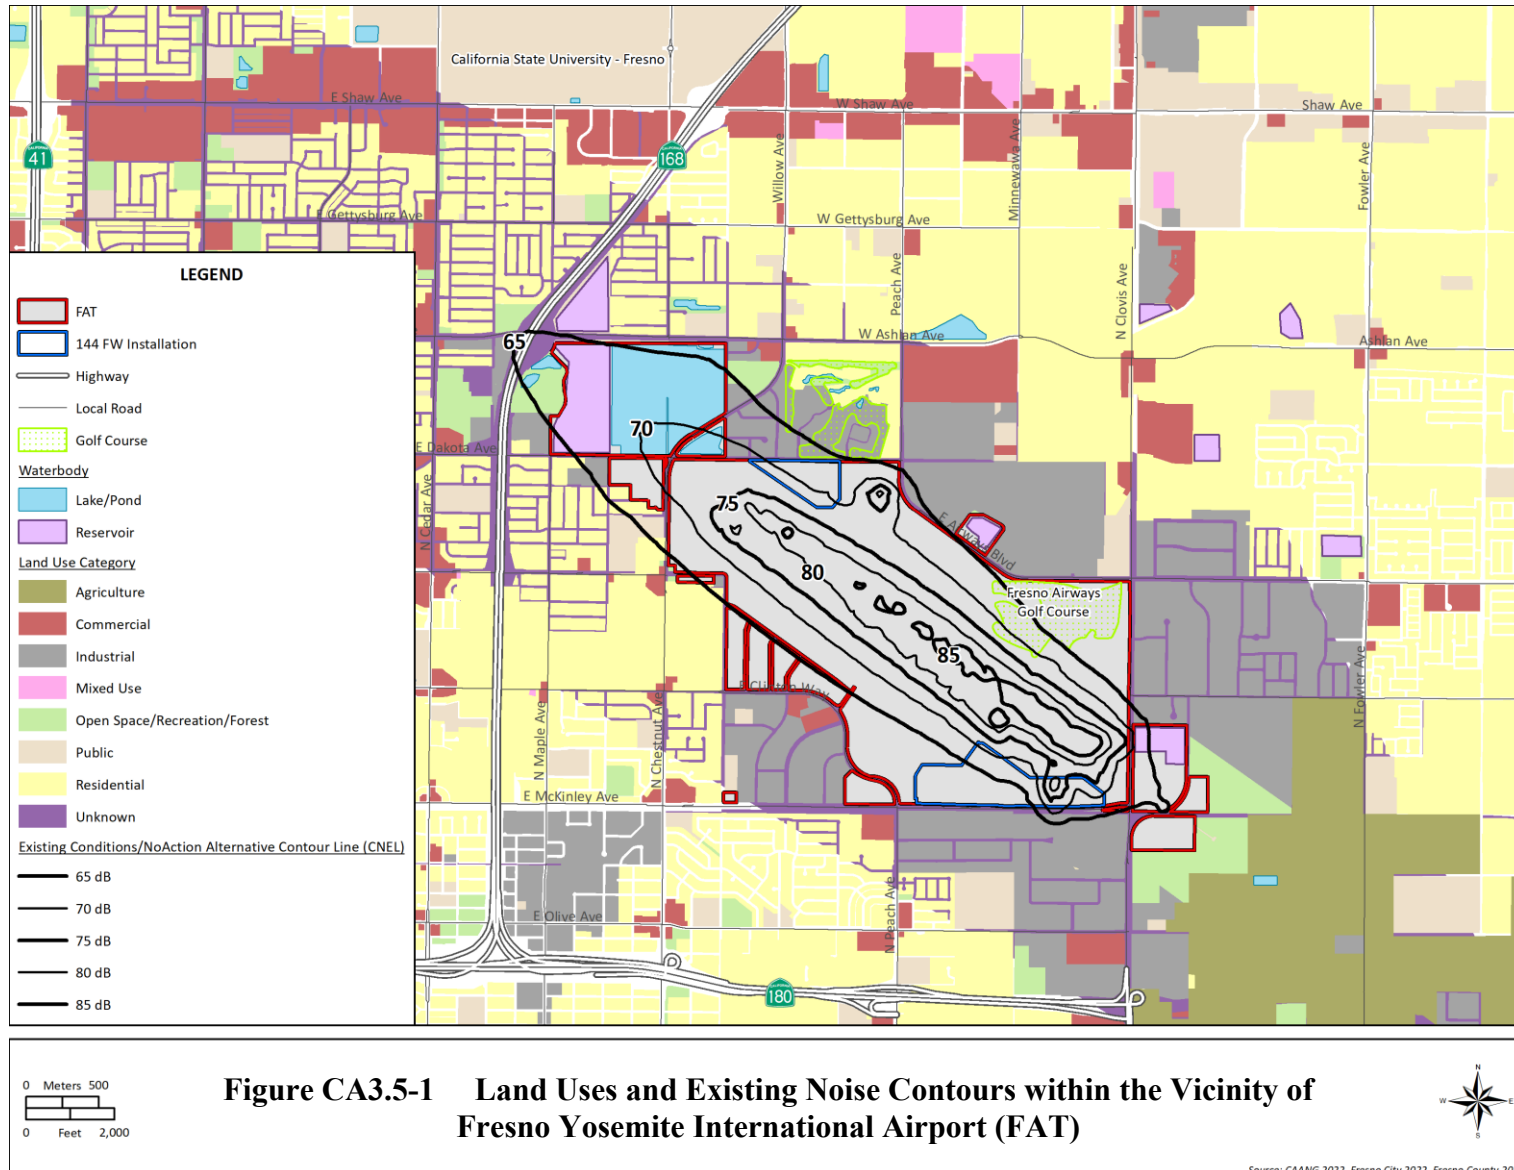 California State University - Fresno
E Shaw Ave
W Shaw Ave
Shaw Ave
41
168
Willow Ave
Minnewawa Ave
Fowler Ave
E Gettysburg Ave
W Gettysburg Ave
Peach Ave
N Clovis Ave
W Ashlan Ave
Ashlan Ave
65
70
E Dakota Ave
N Cedar Ave
75
80
85
E Airways Blvd
Fresno Airways
Golf Course
E Clinton Way
N Maple Ave
N Chestnut Ave
N Fowler Ave
E McKinley Ave
N Peach Ave
E Olive Ave
180
LEGEND
FAT
144 FW Installation
Highway
Local Road
Golf Course
Waterbody
Lake/Pond
Reservoir
Land Use Category
Agriculture
Commercial
Industrial
Mixed Use
Open Space/Recreation/Forest
Public
Residential
Unknown
Existing Conditions/NoAction Alternative Contour Line (CNEL)
65 dB
70 dB
75 dB
80 dB
85 dB
0 Meters 500
0 Feet 2,000
Figure CA3.5-1 Land Uses and Existing Noise Contours within the Vicinity of
Fresno Yosemite International Airport (FAT)
N
W E
S